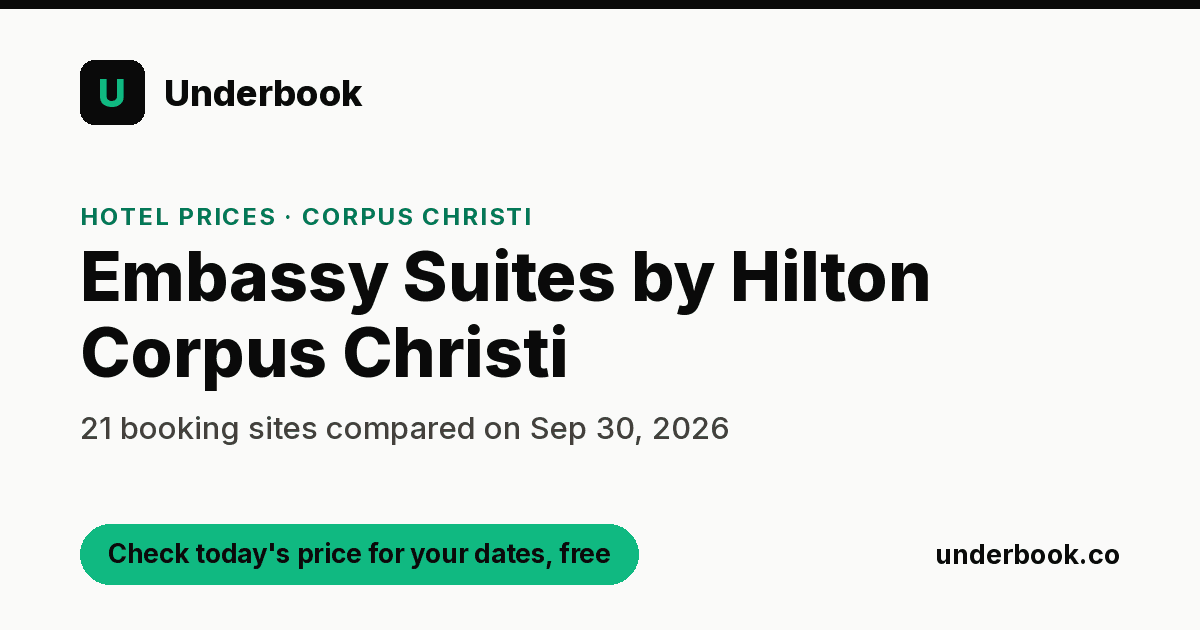 U Underbook
HOTEL PRICES · CORPUS CHRISTI
Embassy Suites by Hilton
Corpus Christi
21 booking sites compared on Sep 30, 2026
Check today's price for your dates, free
underbook.co